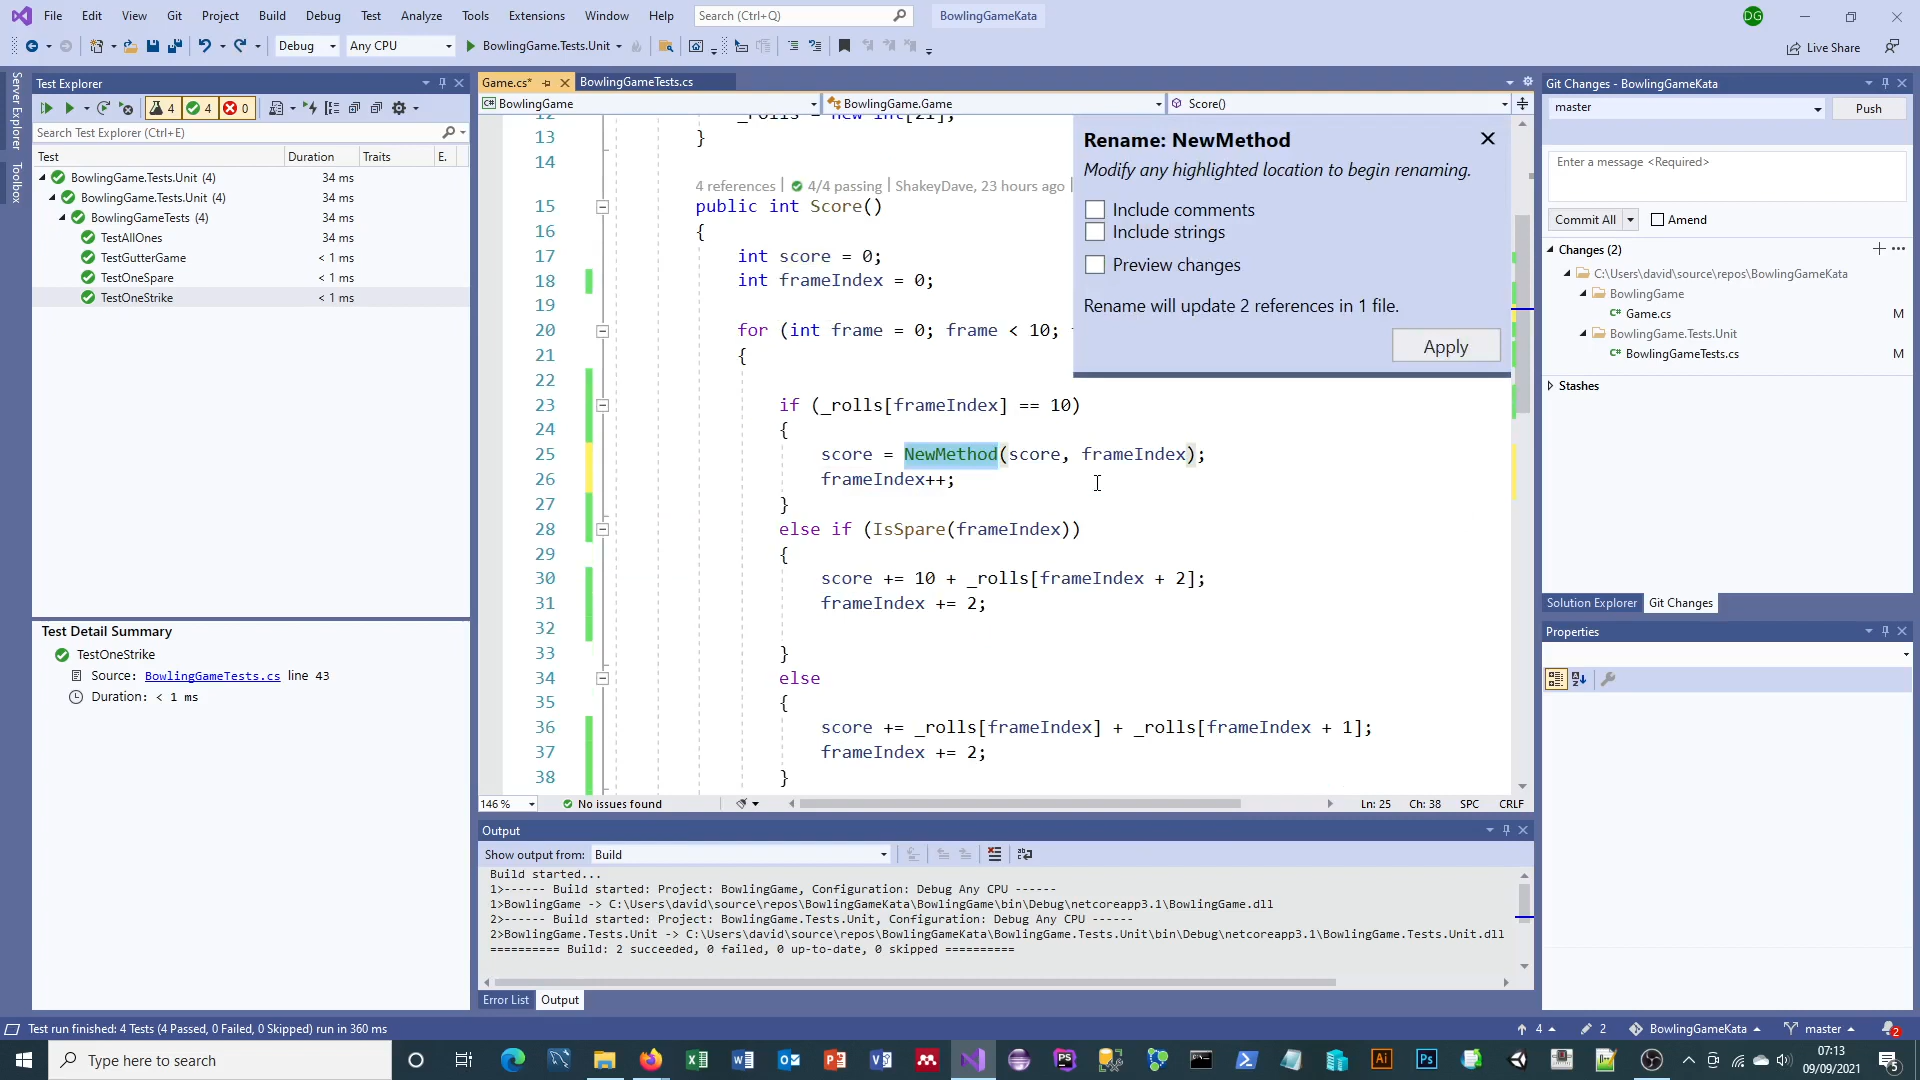 File Edit View Git Project Build Debug Test Analyze Tools Extensions Window Help Search (Ctrl+Q) BowlingGameKata DG
Debug Any CPU BowlingGame.Tests.Unit Live Share
Server Explorer
Toolbox
Test Explorer
4 4 0
Search Test Explorer (Ctrl+E)
Test Duration Traits E.
BowlingGame.Tests.Unit (4) 34 ms
BowlingGame.Tests.Unit (4) 34 ms
BowlingGameTests (4) 34 ms
TestAllOnes 34 ms
TestGutterGame < 1 ms
TestOneSpare < 1 ms
TestOneStrike < 1 ms
Test Detail Summary
TestOneStrike
Source: BowlingGameTests.cs line 43
Duration: < 1 ms
Game.cs* BowlingGameTests.cs
BowlingGame BowlingGame.Game Score()
12 _rolls = new int[21];
13 }
14
4 references | 4/4 passing | ShakeyDave, 23 hours ago |
15 public int Score()
16 {
17 int score = 0;
18 int frameIndex = 0;
19
20 for (int frame = 0; frame < 10;
21 {
22
23 if (_rolls[frameIndex] == 10)
24 {
25 score = NewMethod(score, frameIndex);
26 frameIndex++;
27 }
28 else if (IsSpare(frameIndex))
29 {
30 score += 10 + _rolls[frameIndex + 2];
31 frameIndex += 2;
32
33 }
34 else
35 {
36 score += _rolls[frameIndex] + _rolls[frameIndex + 1];
37 frameIndex += 2;
38 }
Rename: NewMethod
Modify any highlighted location to begin renaming.
Include comments
Include strings
Preview changes
Rename will update 2 references in 1 file.
Apply
146 % No issues found Ln: 25 Ch: 38 SPC CRLF
Output
Show output from: Build
Build started...
1>------ Build started: Project: BowlingGame, Configuration: Debug Any CPU ------
1>BowlingGame -> C:\Users\david\source\repos\BowlingGameKata\BowlingGame\bin\Debug\netcoreapp3.1\BowlingGame.dll
2>------ Build started: Project: BowlingGame.Tests.Unit, Configuration: Debug Any CPU ------
2>BowlingGame.Tests.Unit -> C:\Users\david\source\repos\BowlingGameKata\BowlingGame.Tests.Unit\bin\Debug\netcoreapp3.1\BowlingGame.Tests.Unit.dll
========== Build: 2 succeeded, 0 failed, 0 up-to-date, 0 skipped ==========
Error List Output
Git Changes - BowlingGameKata
master Push
Enter a message <Required>
Commit All Amend
Changes (2)
C:\Users\david\source\repos\BowlingGameKata
BowlingGame
C# Game.cs M
BowlingGame.Tests.Unit
C# BowlingGameTests.cs M
Stashes
Solution Explorer Git Changes
Properties
Test run finished: 4 Tests (4 Passed, 0 Failed, 0 Skipped) run in 360 ms 4 2 BowlingGameKata master 2
Type here to search
07:13
09/09/2021
5